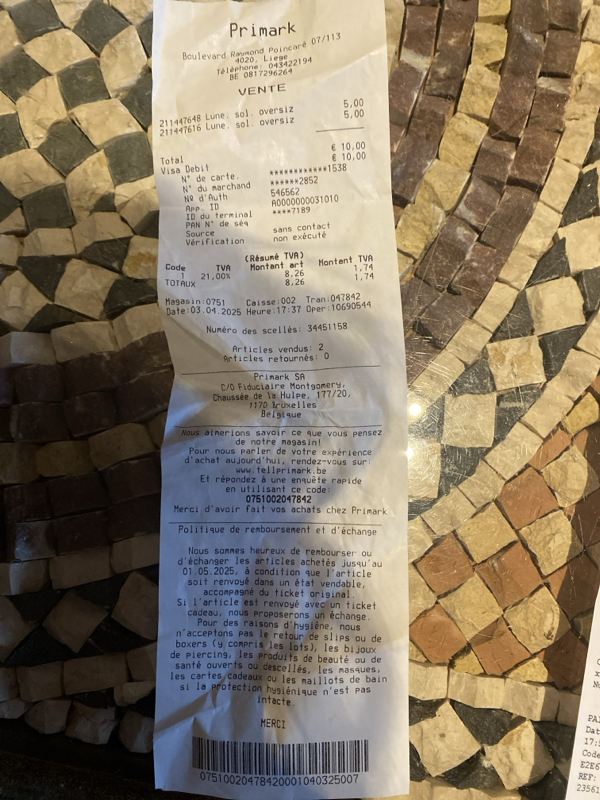 Primark
Boulevard Raymond Poincaré 07/113
4020, Liege
Téléphone: 043422194
BE 0817296264
VENTE
211447648 Lune. sol. oversiz 5,00
211447616 Lune. sol. oversiz 5,00
Total € 10,00
Visa Debit € 10,00
N° de carte. ************1538
N° du marchand ******2852
Nº d'Auth 546562
App. ID A0000000031010
ID du terminal ****7189
PAN N° de séq
Source sans contact
Vérification non exécuté
(Résumé TVA)
Code TVA Montant art Montant TVA
1 21,00% 8,26 1,74
TOTAUX 8,26 1,74
Magasin:0751 Caisse:002 Tran:047842
Date:03.04.2025 Heure:17:37 Oper:10690544
Numéro des scellés: 34451158
Articles vendus: 2
Articles retournés: 0
Primark SA
C/O Fiduciaire Montgomery,
Chaussée de la Hulpe, 177/20,
1170 Bruxelles
Belgique
Nous aimerions savoir ce que vous pensez
de notre magasin!
Pour nous parler de votre expérience
d'achat aujourd'hui, rendez-vous sur:
www.tellprimark.be
Et répondez à une enquête rapide
en utilisant ce code:
0751002047842
Merci d'avoir fait vos achats chez Primark
Politique de remboursement et d'échange
Nous sommes heureux de rembourser ou
d'échanger les articles achetés jusqu'au
01.05.2025, à condition que l'article
soit renvoyé dans un état vendable,
accompagné du ticket original.
Si l'article est renvoyé avec un ticket
cadeau, nous proposerons un échange.
Pour des raisons d'hygiène, nous
n'acceptons pas le retour de slips ou de
boxers (y compris les lots), les bijoux
de piercing, les produits de beauté ou de
santé ouverts ou descellés, les masques,
les cartes cadeaux ou les maillots de bain
si la protection hygiénique n'est pas
intacte.
MERCI
07510020478420001040325007
Dat
17:5
Code
E2E6
REF:
23561